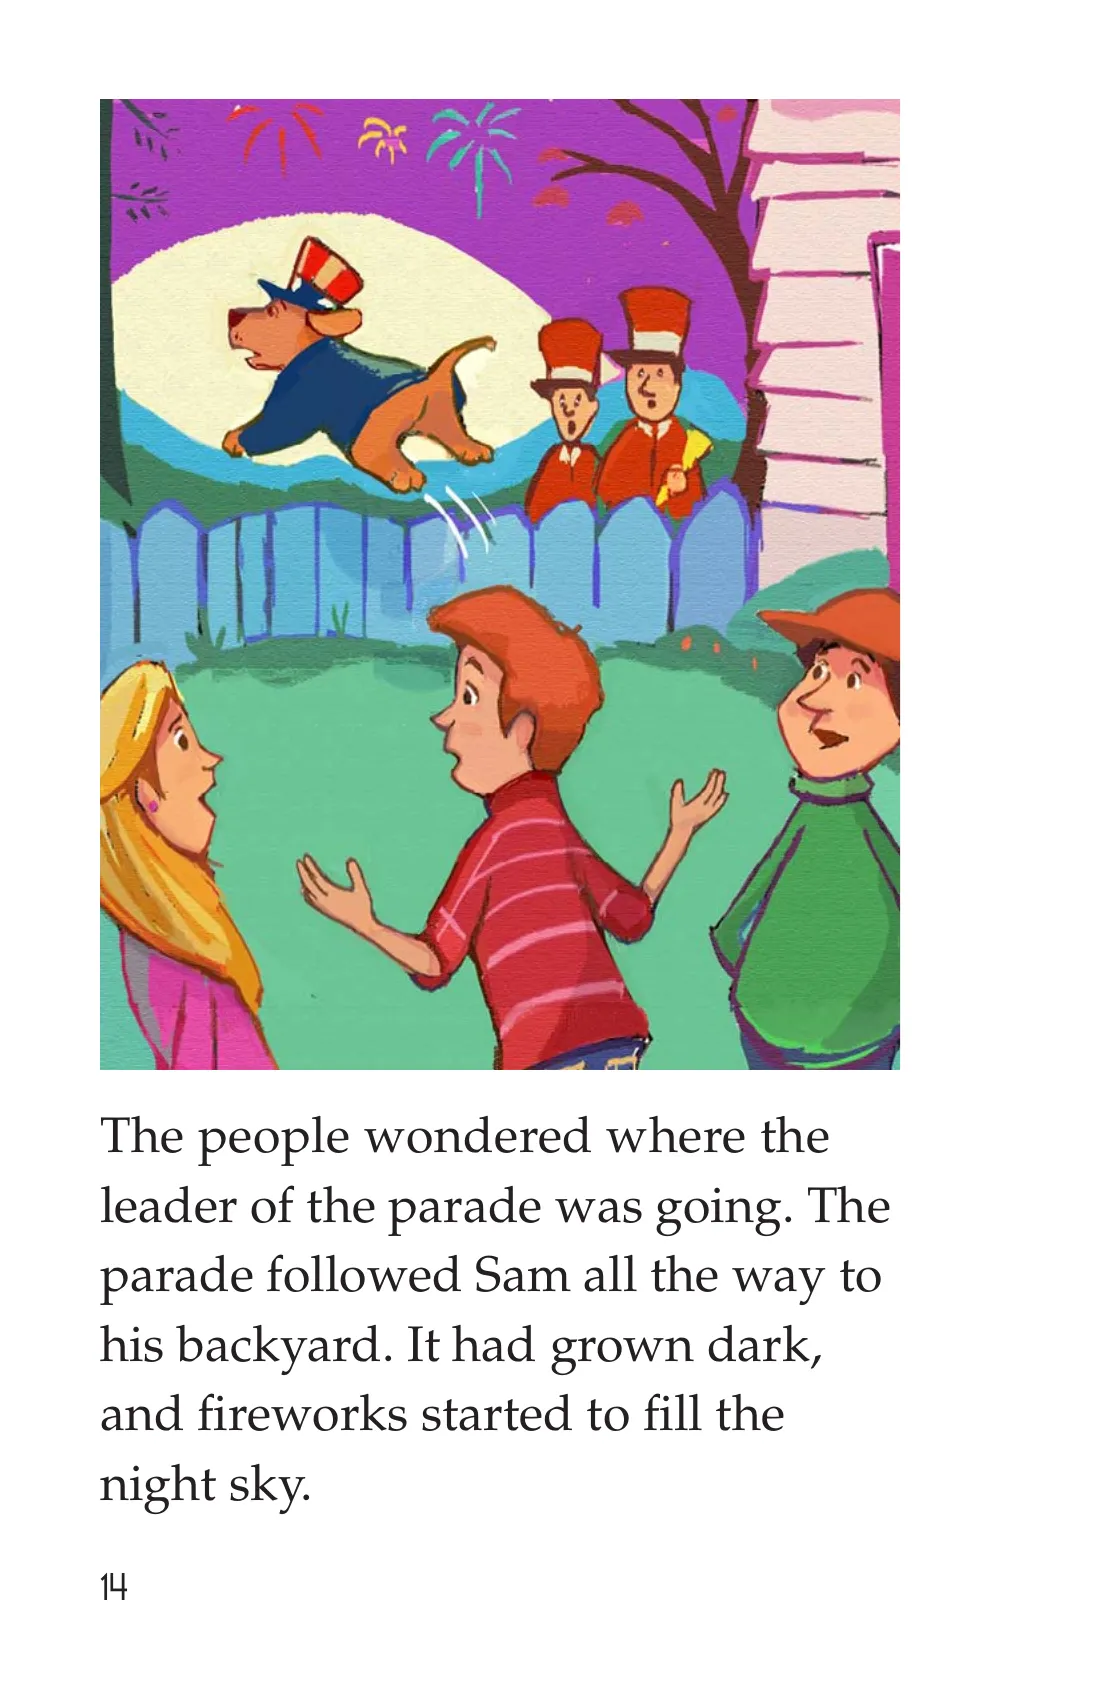 The people wondered where the
leader of the parade was going. The
parade followed Sam all the way to
his backyard. It had grown dark,
and fireworks started to fill the
night sky.
14